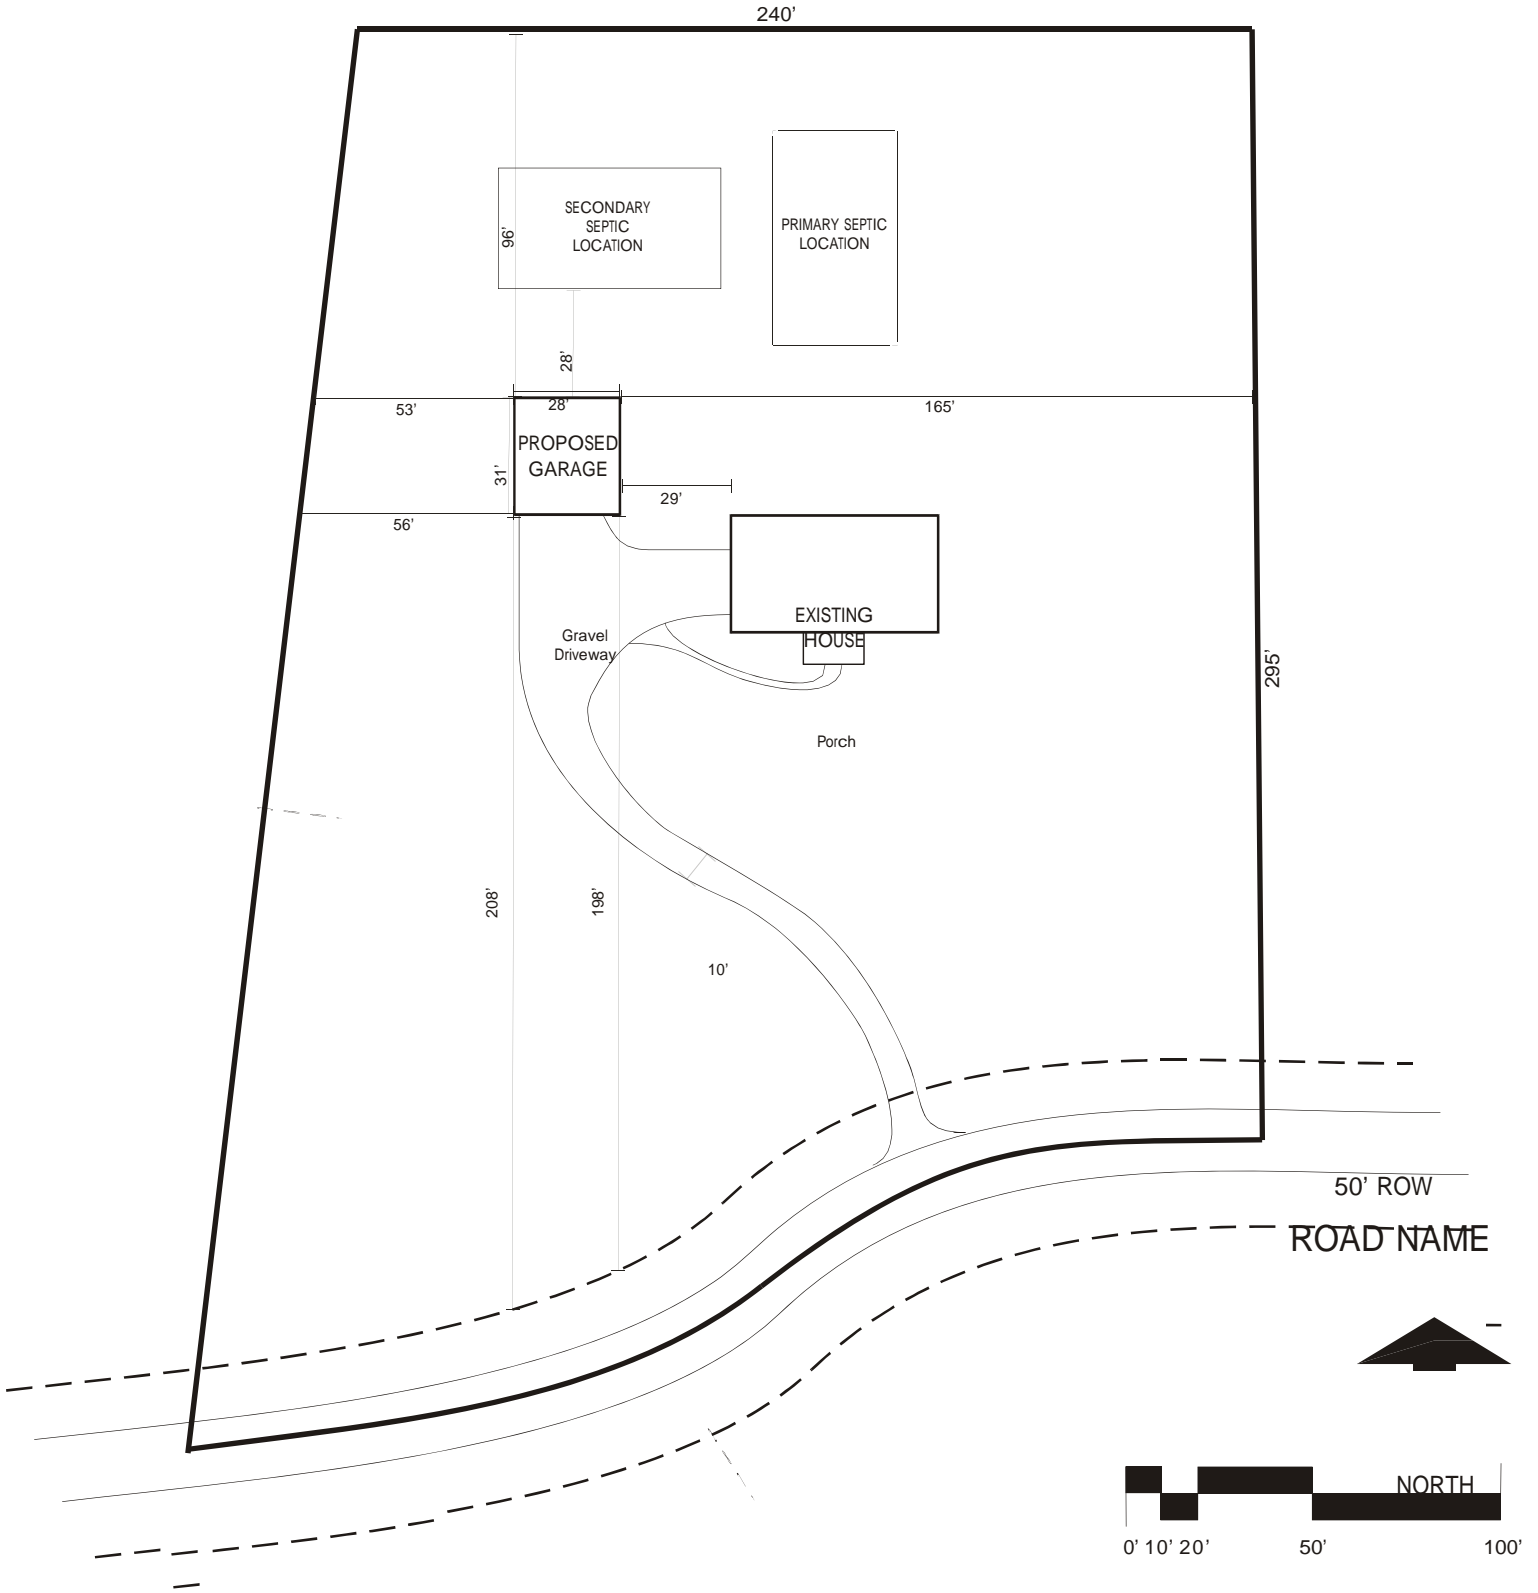 240’
SECONDARY
SEPTIC
LOCATION
PRIMARY SEPTIC
LOCATION
96’
28’
53’
28’
165’
PROPOSED
GARAGE
31’
29’
56’
EXISTING
HOUSE
Gravel
Driveway
295’
Porch
208’
198’
10’
50’ ROW
ROAD NAME
NORTH
0’ 10’ 20’ 50’ 100’